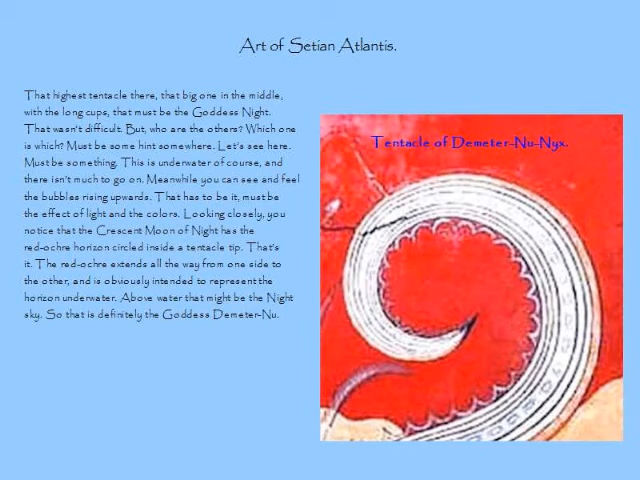 Art of Setian Atlantis.
That highest tentacle there, that big one in the middle,
with the long cups, that must be the Goddess Night.
That wasn't difficult. But, who are the others? Which one
is which? Must be some hint somewhere. Let's see here.
Must be something. This is underwater of course, and
there isn't much to go on. Meanwhile you can see and feel
the bubbles rising upwards. That has to be it, must be
the effect of light and the colors. Looking closely, you
notice that the Crescent Moon of Night has the
red-ochre horizon circled inside a tentacle tip. That's
it. The red-ochre extends all the way from one side to
the other, and is obviously intended to represent the
horizon underwater. Above water that might be the Night
sky. So that is definitely the Goddess Demeter-Nu.
Tentacle of Demeter-Nu-Nyx.